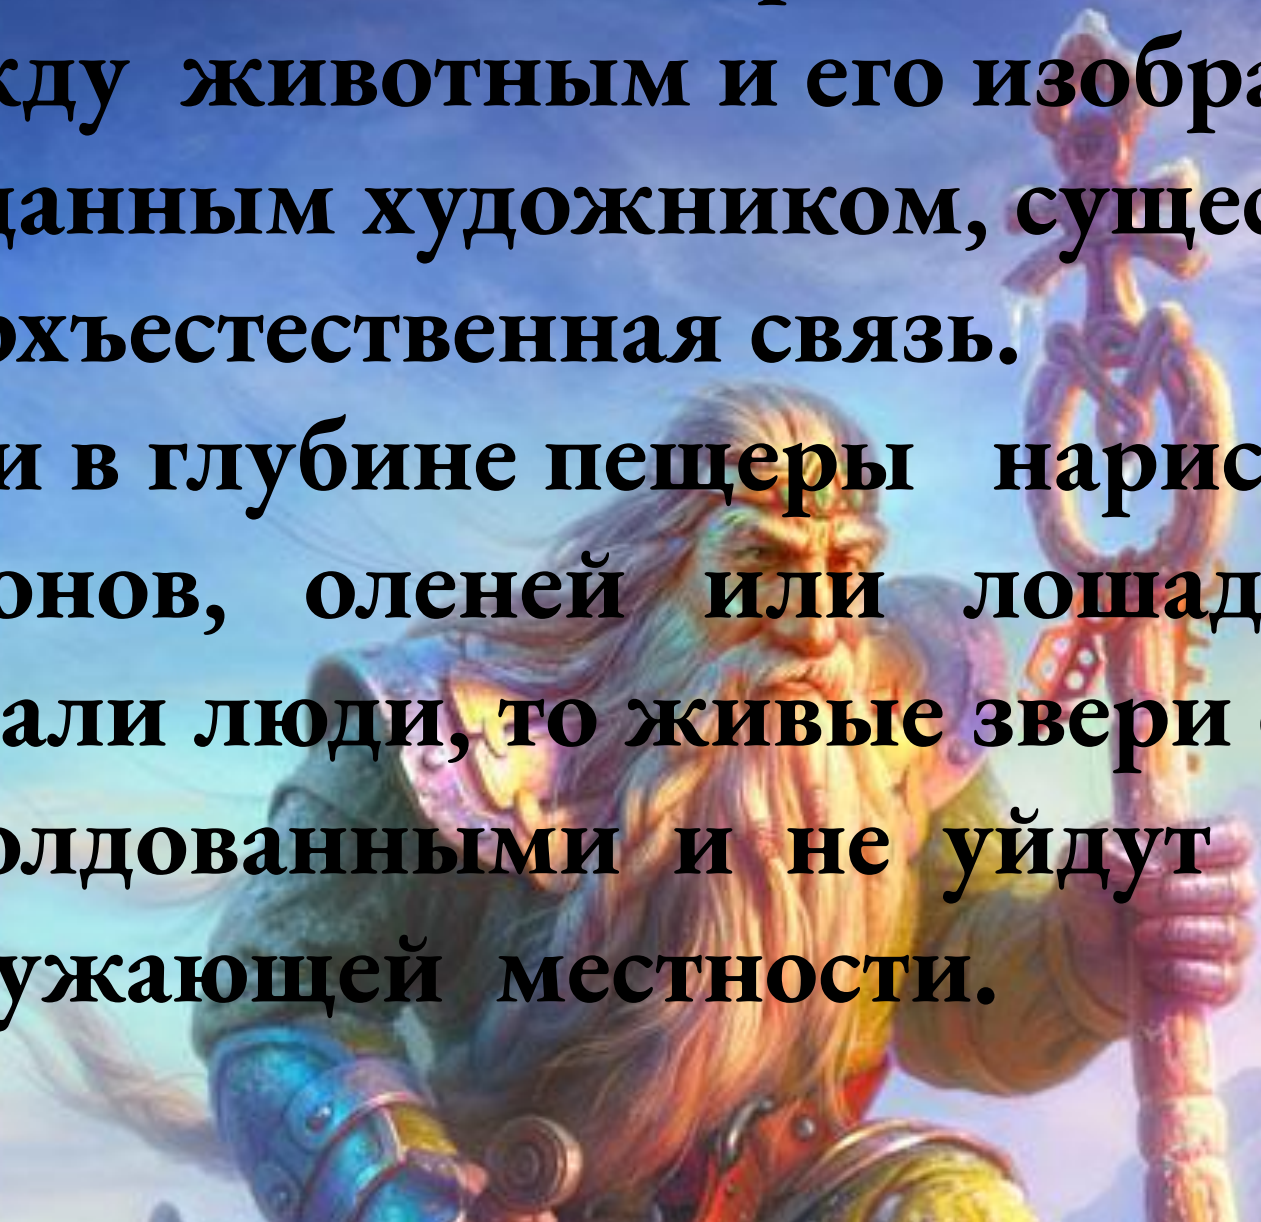 жду животным и его изобра
данным художником, сущес
рхъестественная связь.
и в глубине пещеры нарис
онов, оленей или лошад
али люди, то живые звери
олдованными и не уйдут
ужающей местности.